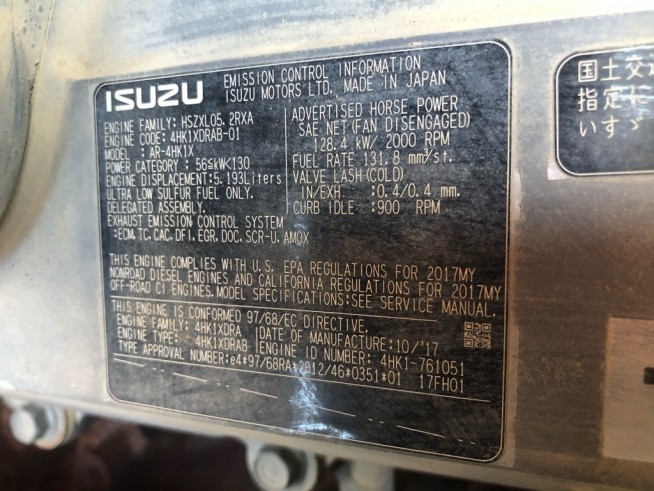 ISUZU
EMISSION CONTROL INFORMATION
ISUZU MOTORS LTD. MADE IN JAPAN
ENGINE FAMILY: HSZXL05.2RXA
ENGINE CODE: 4HK1XDRAB-01
MODEL: AR-4HK1X
POWER CATEGORY : 56≤kW<130
ENGINE DISPLACEMENT:5.193Liters
ULTRA LOW SULFUR FUEL ONLY.
DELEGATED ASSEMBLY.
EXHAUST EMISSION CONTROL SYSTEM
:ECM,TC,CAC,DFI,EGR,DOC,SCR-U,AMOX
ADVERTISED HORSE POWER
SAE NET(FAN DISENGAGED)
128.4 kW/ 2000 RPM
FUEL RATE 131.8 mm³/st.
VALVE LASH(COLD)
IN/EXH :0.4/0.4 mm.
CURB IDLE :900 RPM
THIS ENGINE COMPLIES WITH U.S. EPA REGULATIONS FOR 2017MY
NONROAD DIESEL ENGINES AND CALIFORNIA REGULATIONS FOR 2017MY
OFF-ROAD CI ENGINES.MODEL SPECIFICATIONS:SEE SERVICE MANUAL.
THIS ENGINE IS CONFORMED 97/68/EC DIRECTIVE.
ENGINE FAMILY: 4HK1XDRA DATE OF MANUFACTURE:10/'17
ENGINE TYPE: 4HK1XDRAB ENGINE ID NUMBER: 4HK1-761051
TYPE APPROVAL NUMBER:e4*97/68RA*2012/46*0351*01 17FH01
国土交
指定に
いすゞ